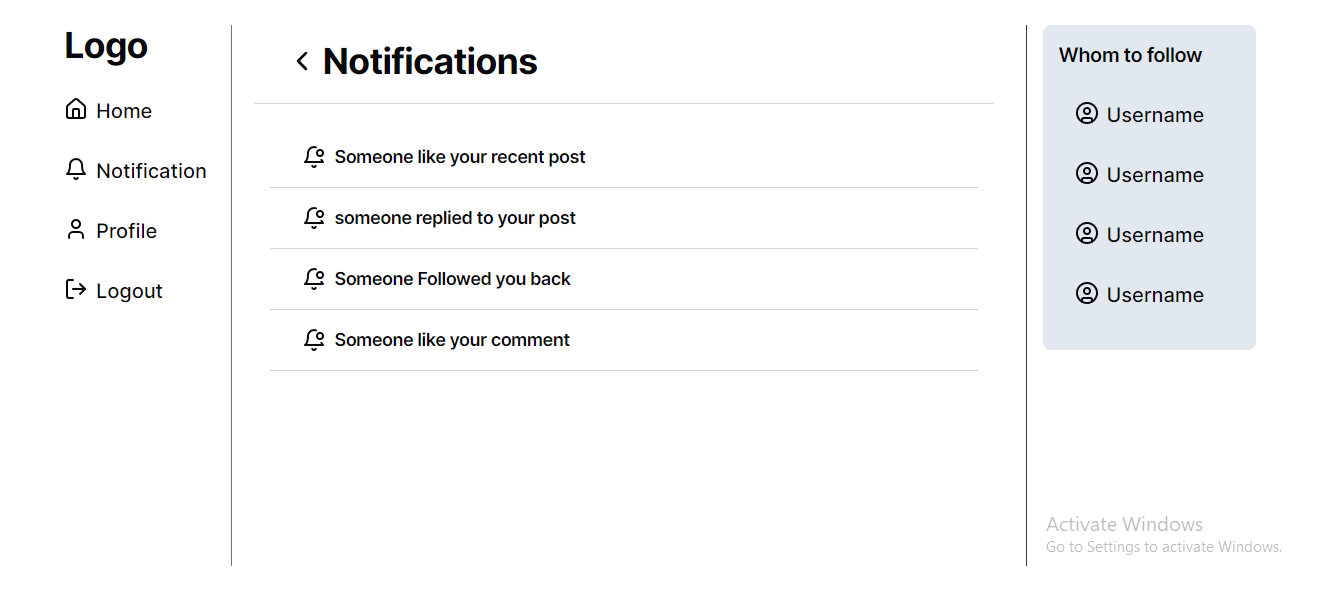 Logo
Home
Notification
Profile
Logout
Notifications
Someone like your recent post
someone replied to your post
Someone Followed you back
Someone like your comment
Whom to follow
Username
Username
Username
Username
Activate Windows
Go to Settings to activate Windows.